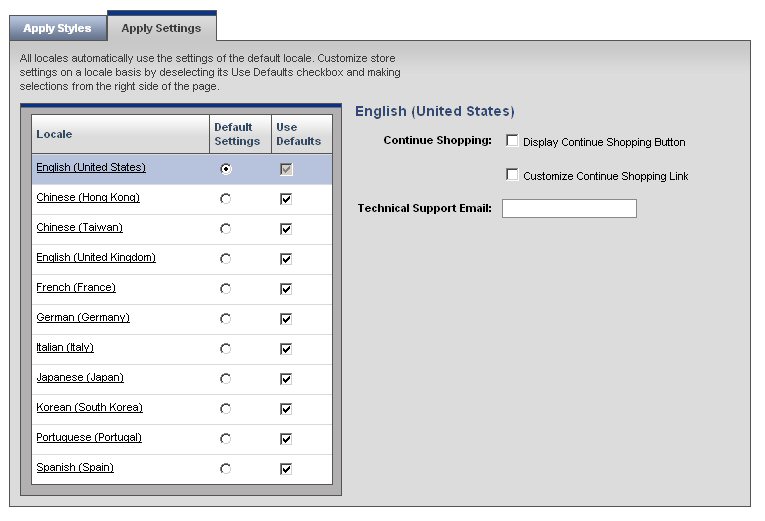 Apply Styles
Apply Settings
All locales automatically use the settings of the default locale. Customize store
settings on a locale basis by deselecting its Use Defaults checkbox and making
selections from the right side of the page.
Locale
Default
Settings
Use
Defaults
English (United States)
Chinese (Hong Kong)
Chinese (Taiwan)
English (United Kingdom)
French (France)
German (Germany)
Italian (Italy)
Japanese (Japan)
Korean (South Korea)
Portuguese (Portugal)
Spanish (Spain)
English (United States)
Continue Shopping:
Display Continue Shopping Button
Customize Continue Shopping Link
Technical Support Email: